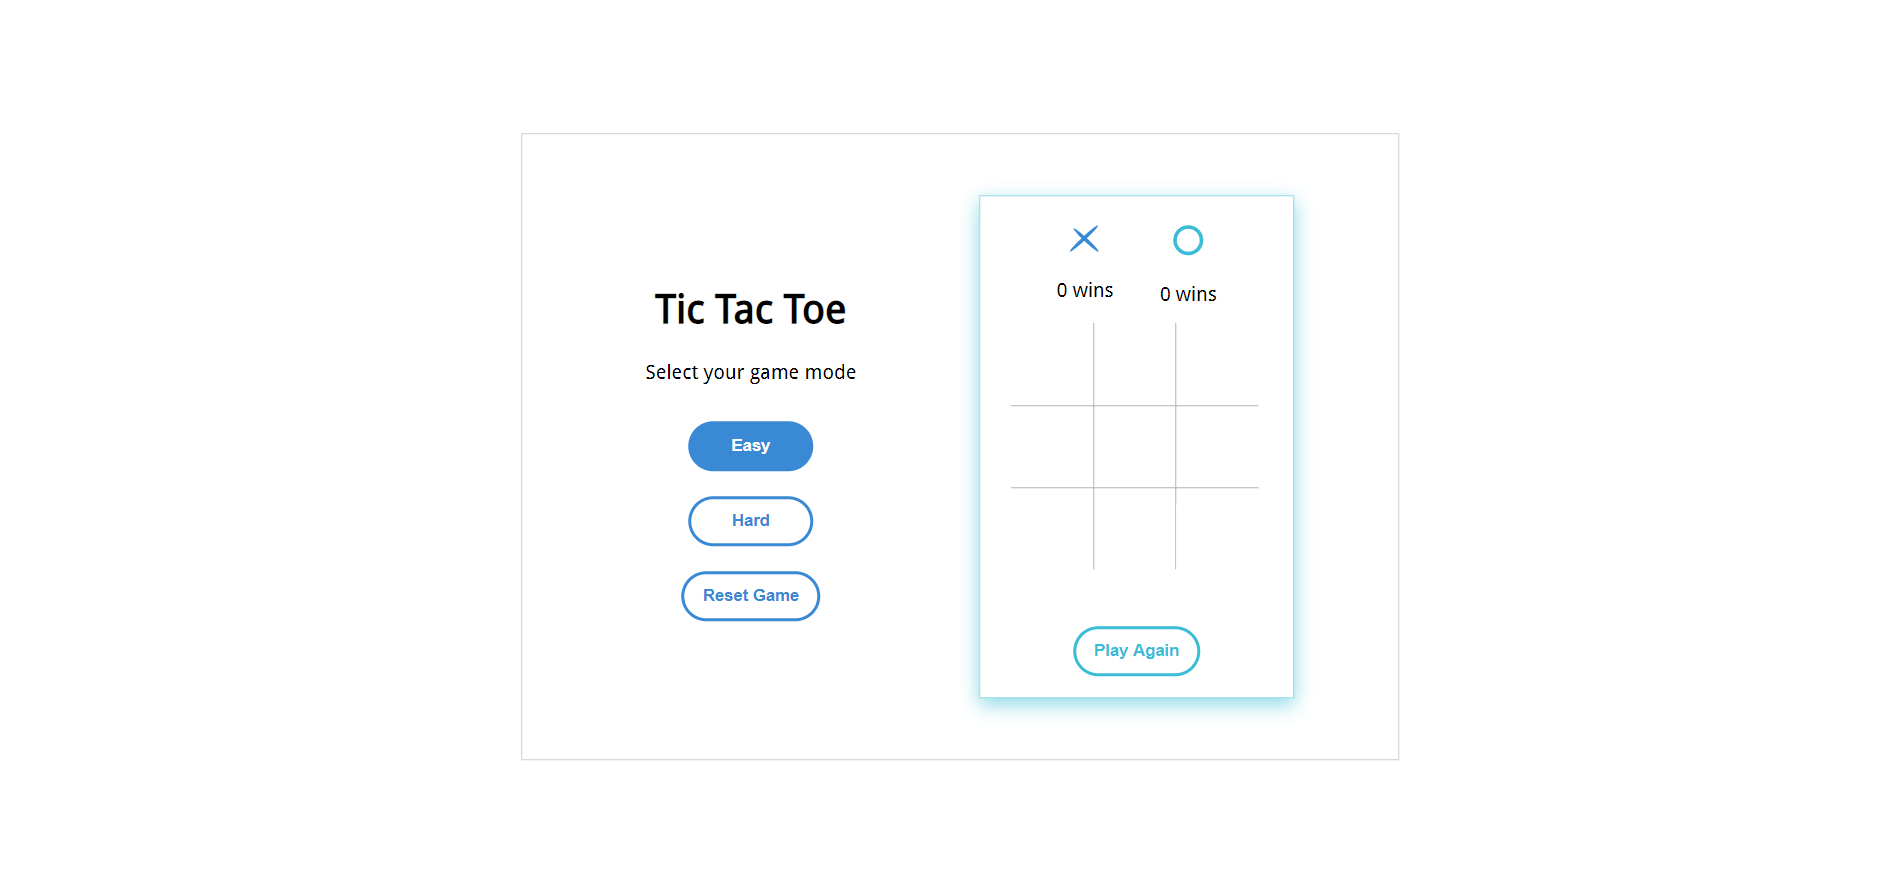 Tic Tac Toe
Select your game mode
Easy
Hard
Reset Game
0 wins
0 wins
Play Again